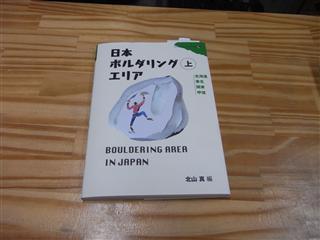 日本
ボルダリング 上
エリア
北海道
東北
関東
甲信
BOULDERING AREA
IN JAPAN
北山 真 編